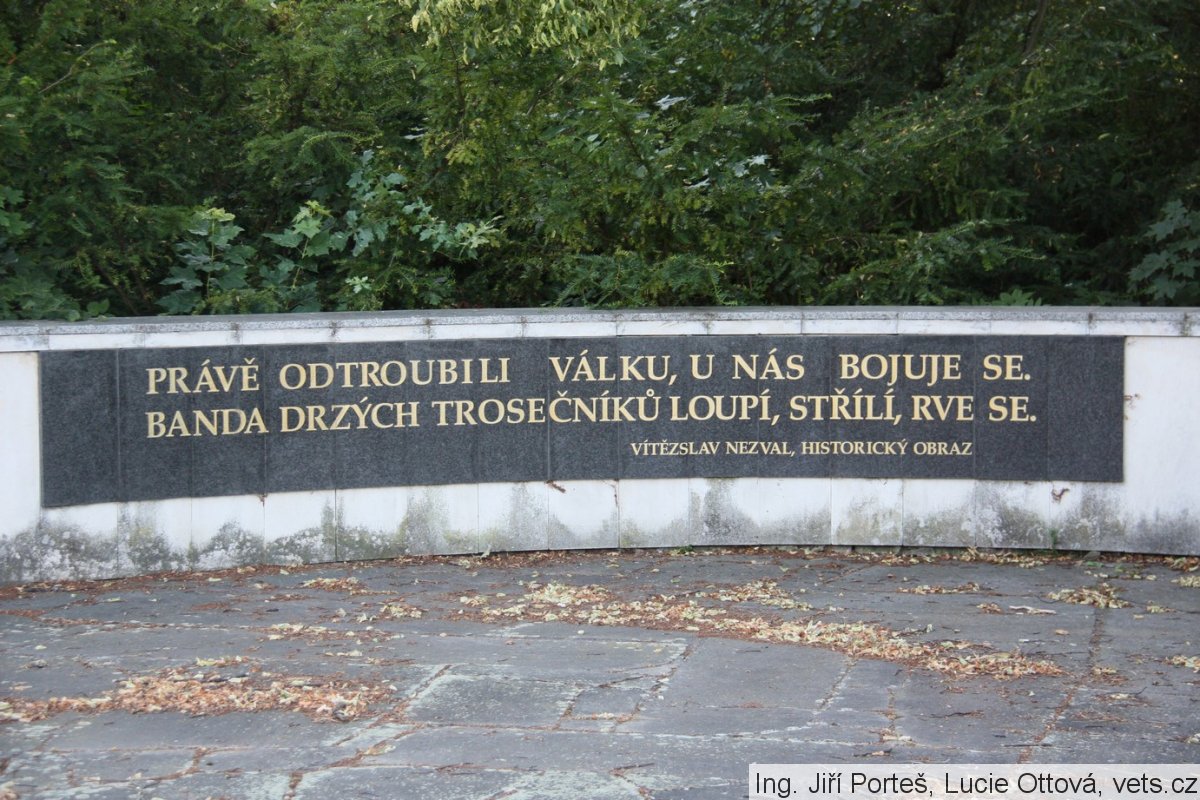 PRÁVĚ ODTROUBILI VÁLKU, U NÁS BOJUJE SE.
BANDA DRZÝCH TROSEČNÍKŮ LOUPÍ, STŘÍLÍ, RVE SE.
VÍTĚZSLAV NEZVAL, HISTORICKÝ OBRAZ
Ing. Jiří Porteš, Lucie Ottová, vets.cz